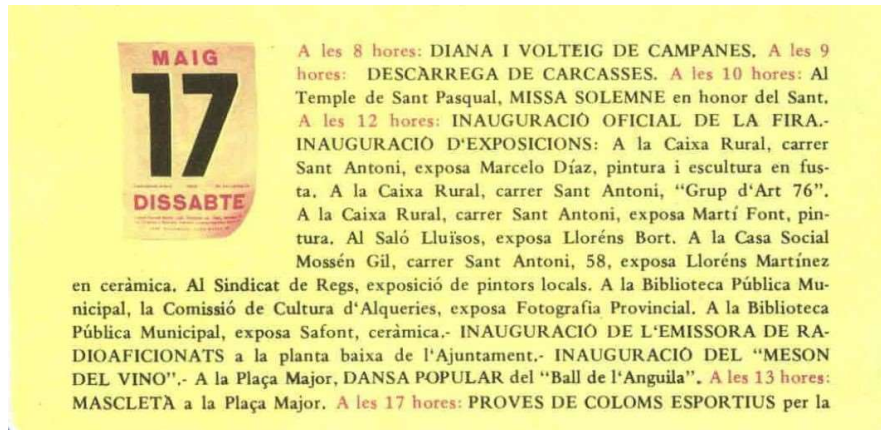 MAIG
17
DISSABTE
A les 8 hores: DIANA I VOLTEIG DE CAMPANES. A les 9
hores: DESCARREGA DE CARCASSES. A les 10 hores: Al
Temple de Sant Pasqual, MISSA SOLEMNE en honor del Sant.
A les 12 hores: INAUGURACIÓ OFICIAL DE LA FIRA.-
INAUGURACIÓ D'EXPOSICIONS: A la Caixa Rural, carrer
Sant Antoni, exposa Marcelo Díaz, pintura i escultura en fus-
ta. A la Caixa Rural, carrer Sant Antoni, "Grup d'Art 76".
A la Caixa Rural, carrer Sant Antoni, exposa Martí Font, pin-
tura. Al Saló Lluïsos, exposa Lloréns Bort. A la Casa Social
Mossén Gil, carrer Sant Antoni, 58, exposa Lloréns Martínez
en ceràmica. Al Sindicat de Regs, exposició de pintors locals. A la Biblioteca Pública Mu-
nicipal, la Comissió de Cultura d'Alqueries, exposa Fotografia Provincial. A la Biblioteca
Pública Municipal, exposa Safont, ceràmica.- INAUGURACIÓ DE L'EMISSORA DE RA-
DIOAFICIONATS a la planta baixa de l'Ajuntament.- INAUGURACIÓ DEL "MESON
DEL VINO".- A la Plaça Major, DANSA POPULAR del "Ball de l'Anguila". A les 13 hores:
MASCLETÀ a la Plaça Major. A les 17 hores: PROVES DE COLOMS ESPORTIUS per la